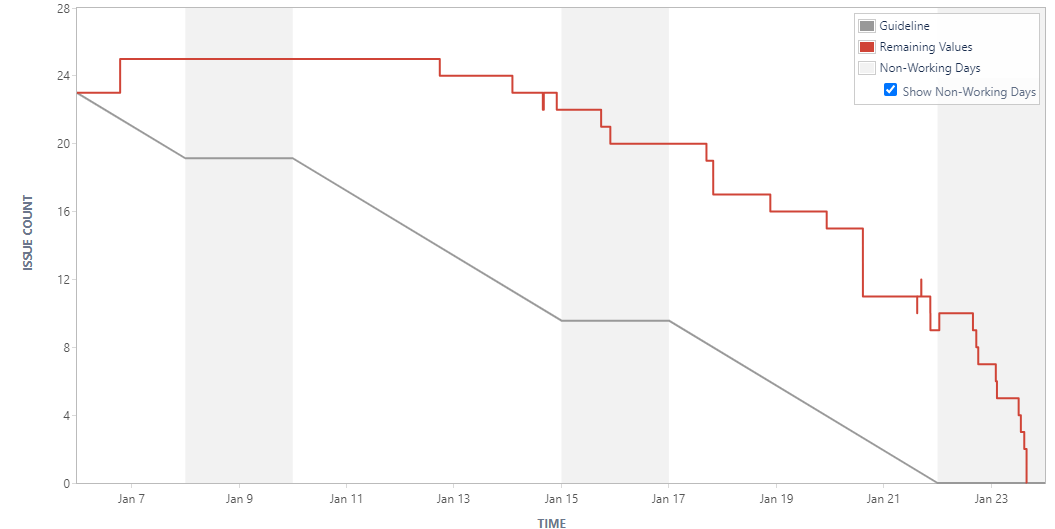 28
24
20
16
12
8
4
0
ISSUE COUNT
Guideline
Remaining Values
Non-Working Days
Show Non-Working Days
Jan 7 Jan 9 Jan 11 Jan 13 Jan 15 Jan 17 Jan 19 Jan 21 Jan 23
TIME